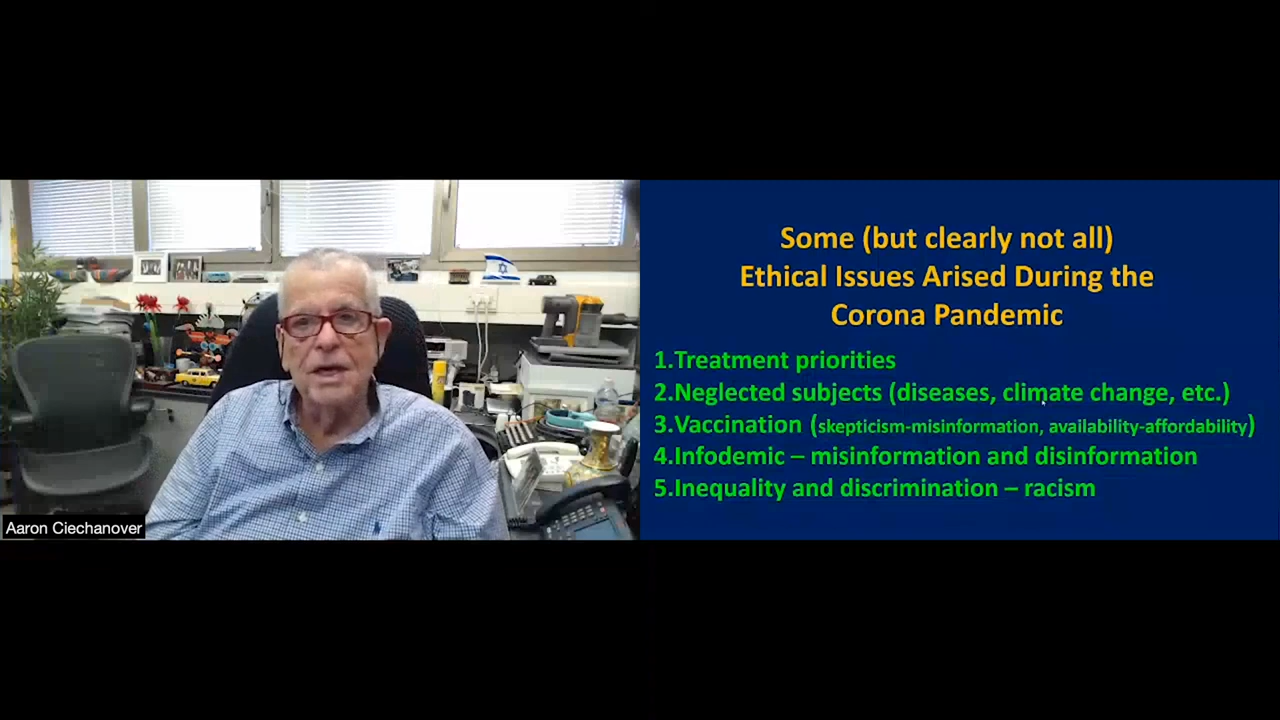 Some (but clearly not all)
Ethical Issues Arised During the
Corona Pandemic
1.Treatment priorities
2.Neglected subjects (diseases, climate change, etc.)
3.Vaccination (skepticism-misinformation, availability-affordability)
4.Infodemic – misinformation and disinformation
5.Inequality and discrimination – racism
Aaron Ciechanover